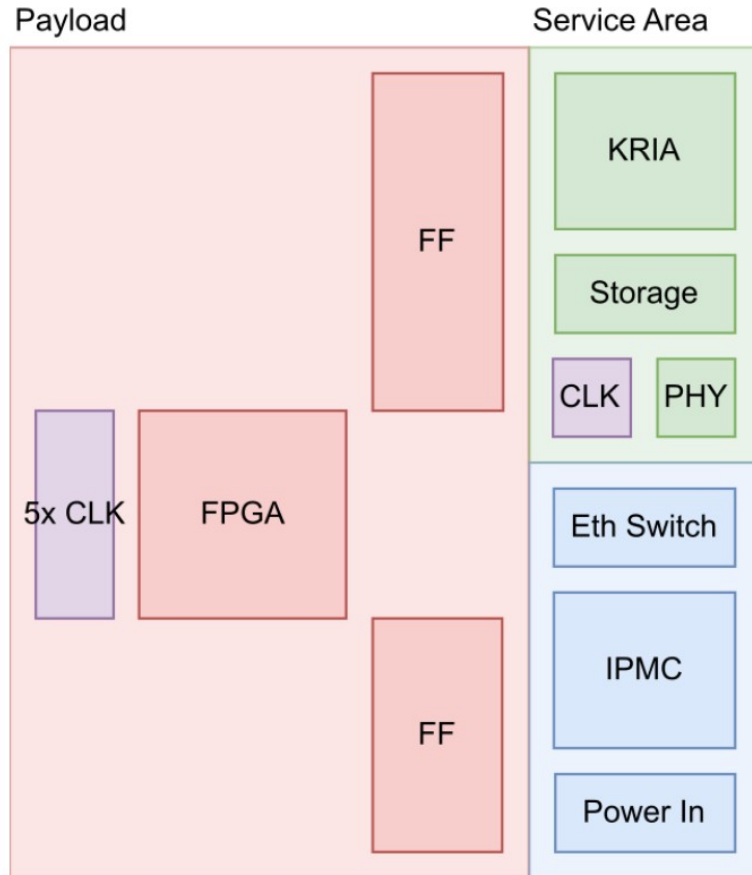 Payload
Service Area
FF
KRIA
Storage
CLK
PHY
5x CLK
FPGA
Eth Switch
IPMC
FF
Power In